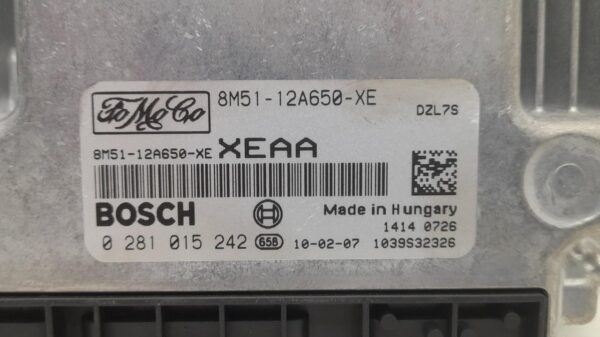 FoMoCo 8M51-12A650-XE
DZL7S
8M51-12A650-XE XEAA
BOSCH Made in Hungary
1414 0726
0 281 015 242 658 10-02-07 1039S32326